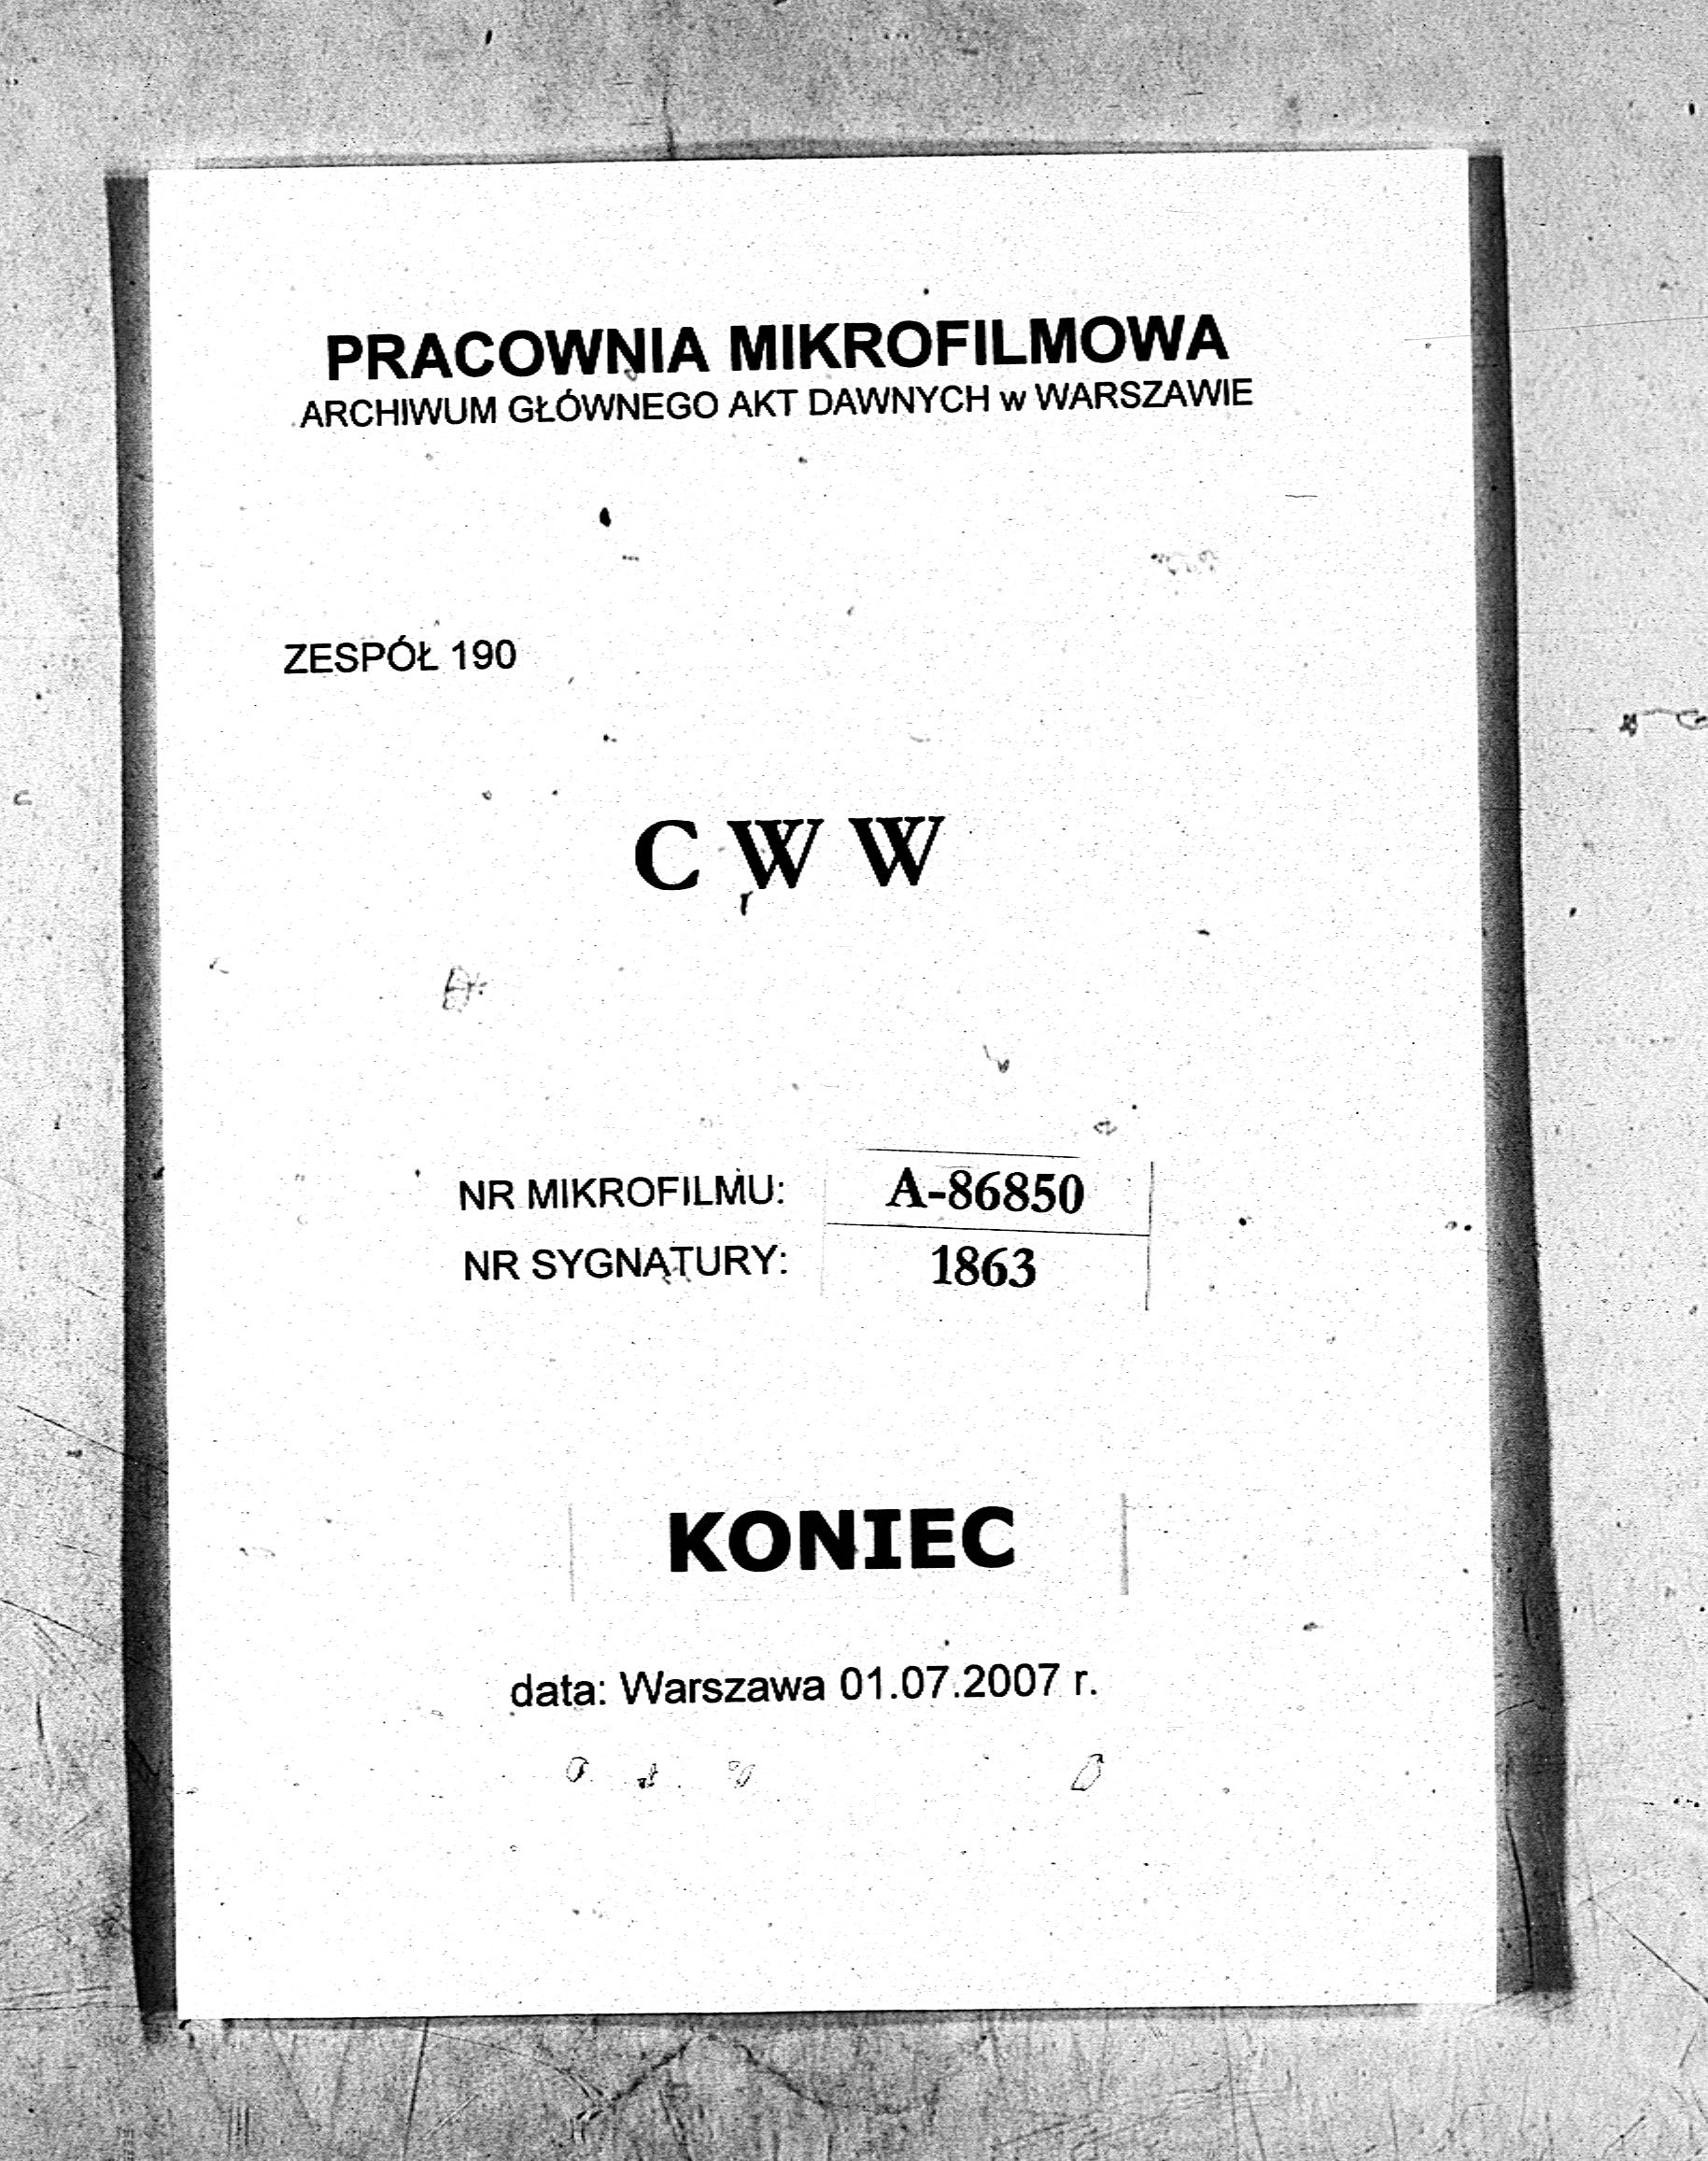 PRACOWNIA MIKROFILMOWA
ARCHIWUM GŁÓWNEGO AKT DAWNYCH w WARSZAWIE
ZESPÓŁ 190
C W W
NR MIKROFILMU: A-86850
NR SYGNATURY: 1863
KONIEC
data: Warszawa 01.07.2007 r.